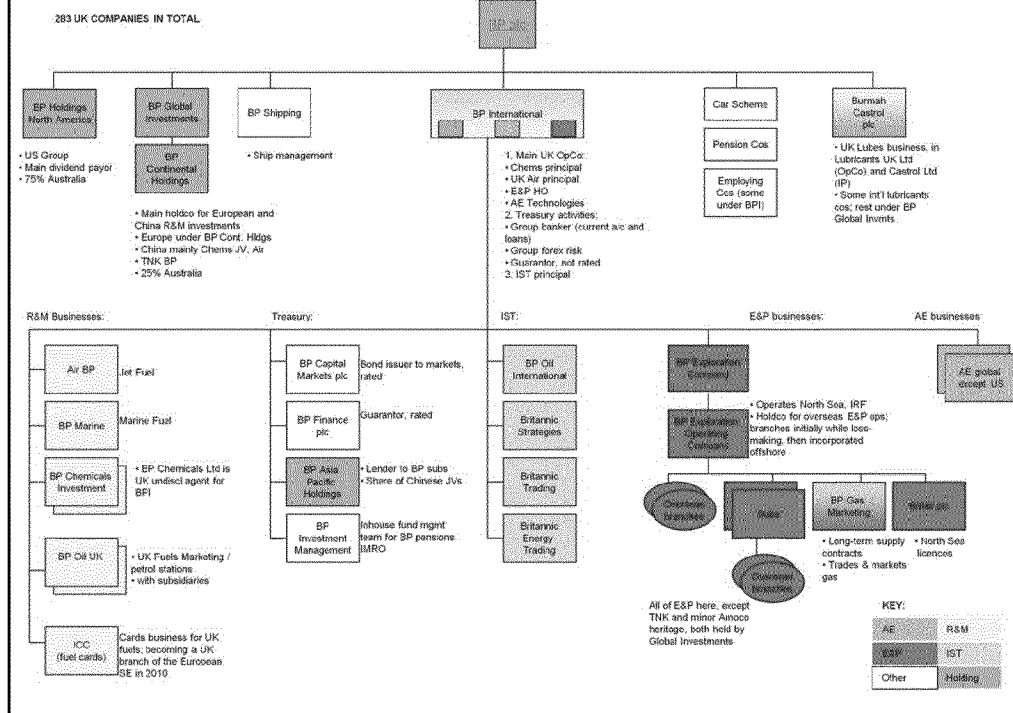 283 UK COMPANIES IN TOTAL
BP plc
BP Holdings
North America
• US Group
• Main dividend payor
• 75% Australia
BP Global
Investments
BP
Continental
Holdings
• Main holdco for European and
China R&M investments
• Europe under BP Cont. Hldgs
• China mainly Chems JV, Air
• TNK BP
• 25% Australia
BP Shipping
• Ship management
BP International
1. Main UK OpCo:
• Chems principal
• UK Air principal
• E&P HO
• AE Technologies
2. Treasury activities:
• Group banker (current a/c and
loans)
• Group forex risk
• Guarantor, not rated
3. IST principal
Car Scheme
Pension Cos
Employing
Cos (some
under BPI)
Burmah
Castrol
plc
• UK Lubes business, in
Lubricants UK Ltd
(OpCo) and Castrol Ltd
(IP)
• Some int'l lubricants
cos; rest under BP
Global Invmts
R&M Businesses:
Air BP
Jet Fuel
BP Marine
Marine Fuel
BP Chemicals
Investment
• BP Chemicals Ltd is
UK undiscl agent for
BPI
BP Oil UK
• UK Fuels Marketing /
petrol stations
• with subsidiaries
ICC
(fuel cards)
Cards business for UK
fuels; becoming a UK
branch of the European
SE in 2010
Treasury:
BP Capital
Markets plc
Bond issuer to markets,
rated
BP Finance
plc
Guarantor, rated
BP Asia
Pacific
Holdings
• Lender to BP subs
• Share of Chinese JVs
BP
Investment
Management
Inhouse fund mgmt
team for BP pensions.
IMRO
IST:
BP Oil
International
Britannic
Strategies
Britannic
Trading
Britannic
Energy
Trading
E&P businesses:
BP Exploration
Company
BP Exploration
Operating
Company
• Operates North Sea, IRF
• Holdco for overseas E&P ops;
branches initially while loss-
making, then incorporated
offshore
Overseas
branches
Subs
Overseas
branches
BP Gas
Marketing
• Long-term supply
contracts
• Trades & markets
gas
Britoil plc
• North Sea
licences
All of E&P here, except
TNK and minor Amoco
heritage, both held by
Global Investments
AE businesses
AE global
except US
KEY:
AE R&M
E&P IST
Other Holding